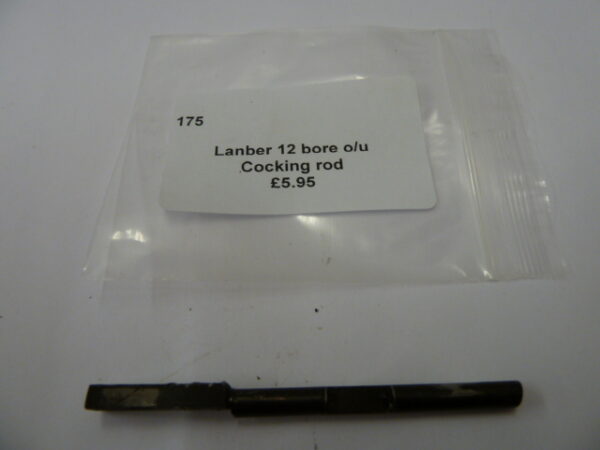 175
Lanber 12 bore o/u
Cocking rod
£5.95